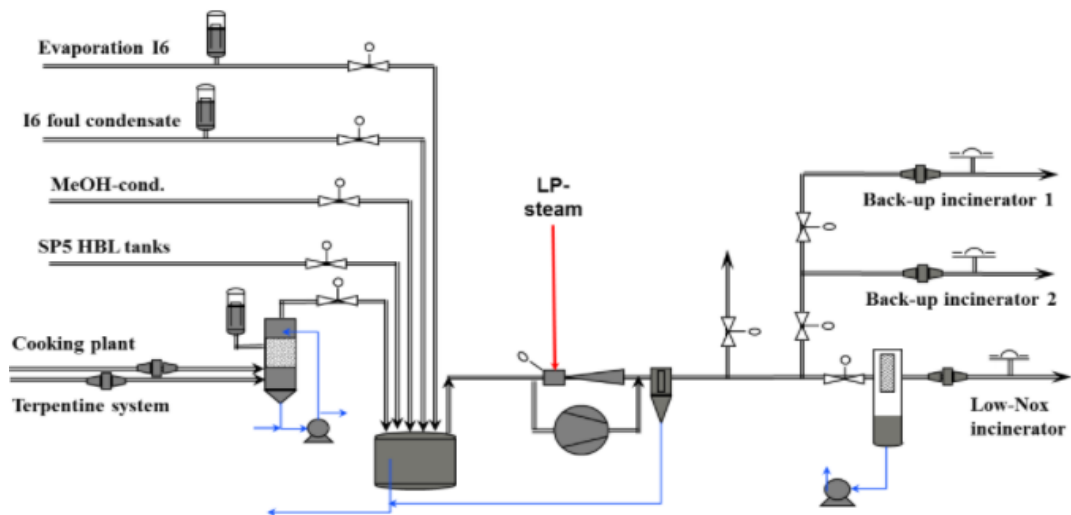 Evaporation I6
I6 foul condensate
MeOH-cond.
SP5 HBL tanks
Cooking plant
Terpentine system
LP-
steam
Back-up incinerator 1
Back-up incinerator 2
Low-Nox
incinerator